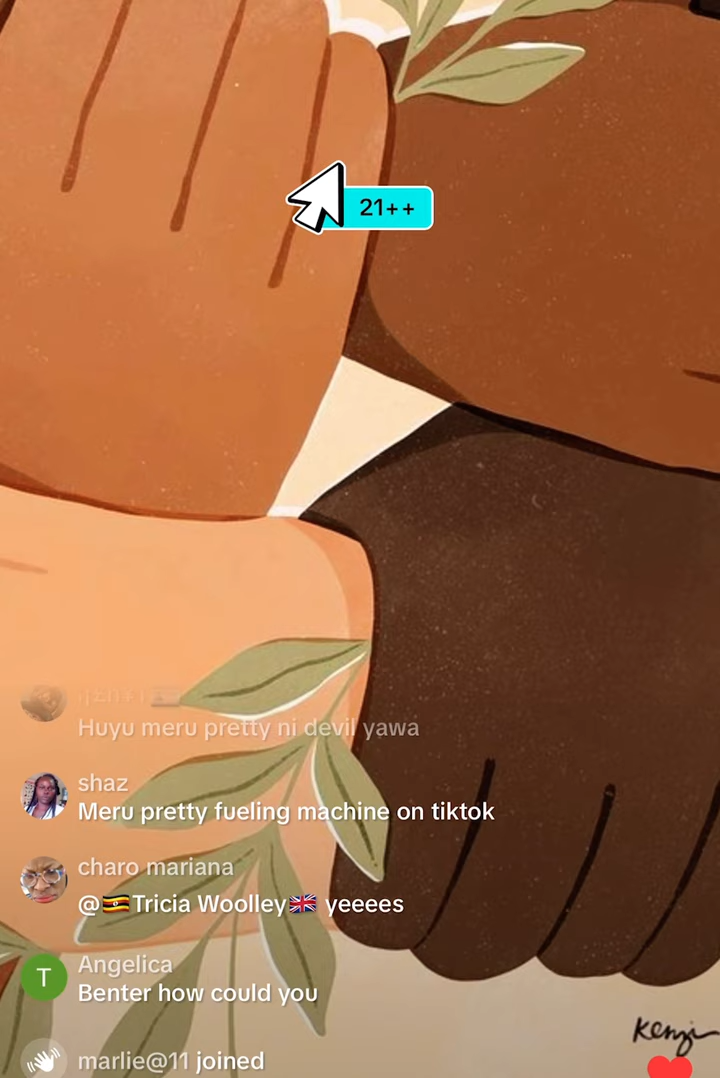 21++
Huyu meru pretty ni devil yawa
shaz
Meru pretty fueling machine on tiktok
charo mariana
@🇺🇬Tricia Woolley🇬🇧 yeeees
T
Angelica
Benter how could you
marlie@11 joined